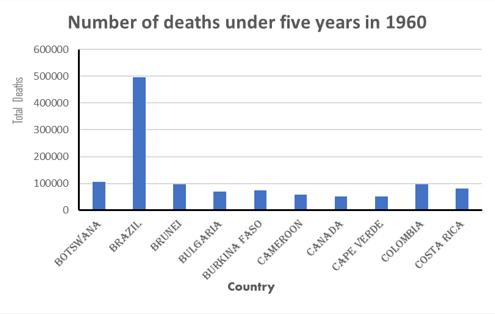 Number of deaths under five years in 1960
Total Deaths
600000
500000
400000
300000
200000
100000
0
BOTSWANA
BRAZIL
BRUNEI
BULGARIA
BURKINA FASO
CAMEROON
CANADA
CAPE VERDE
COLOMBIA
COSTA RICA
Country